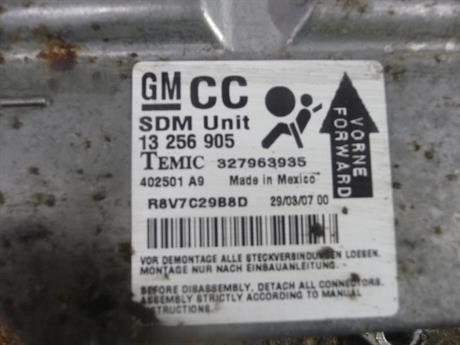 GM CC
SDM Unit
13 256 905
TEMIC 327963935
402501 A9 Made in Mexico
R8V7C29B8D 29/03/07 00
VORNE
FORWARD
VOR DEMONTAGE ALLE STECKVERBINDUNGEN LOESEN.
MONTAGE NUR NACH EINBAUANLEITUNG.
BEFORE DISASSEMBLY, DETACH ALL CONNECTORS.
ASSEMBLY STRICTLY ACCORDING TO MANUAL
INSTRUCTIONS.